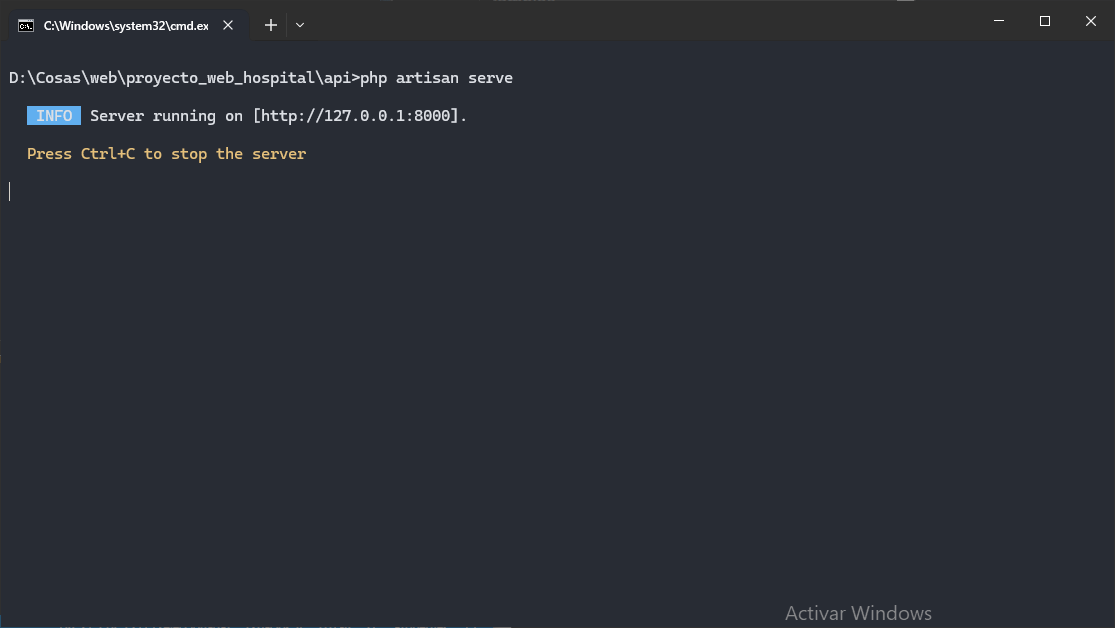 C:\Windows\system32\cmd.ex
D:\Cosas\web\proyecto_web_hospital\api>php artisan serve
INFO Server running on [http://127.0.0.1:8000].
Press Ctrl+C to stop the server
Activar Windows